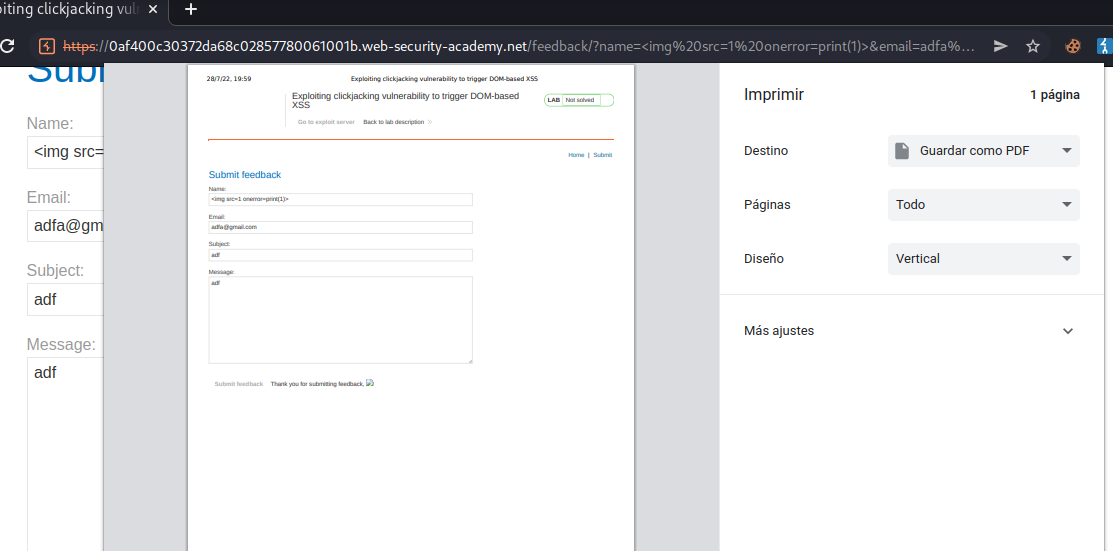 oiting clickjacking vuln
https://0af400c30372da68c02857780061001b.web-security-academy.net/feedback/?name=<img%20src=1%20onerror=print(1)>&email=adfa%...
Subr
Name:
<img src=
Email:
adfa@gm
Subject:
adf
Message:
adf
28/7/22, 19:59
Exploiting clickjacking vulnerability to trigger DOM-based XSS
Exploiting clickjacking vulnerability to trigger DOM-based
XSS
LAB Not solved
Go to exploit server Back to lab description »
Home | Submit
Submit feedback
Name:
<img src=1 onerror=print(1)>
Email:
adfa@gmail.com
Subject:
adf
Message:
adf
Submit feedback Thank you for submitting feedback,
Imprimir
1 página
Destino
Guardar como PDF
Páginas
Todo
Diseño
Vertical
Más ajustes